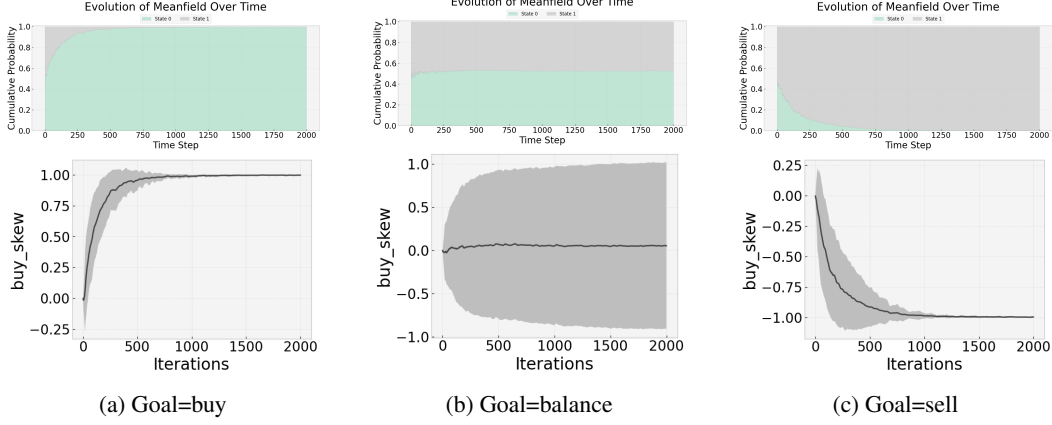 Evolution of Meanfield Over Time
State 0 State 1
Cumulative Probability
1.0
0.8
0.6
0.4
0.2
0.0
0 250 500 750 1000 1250 1500 1750 2000
Time Step
buy_skew
1.00
0.75
0.50
0.25
0.00
−0.25
0 500 1000 1500 2000
Iterations
(a) Goal=buy
Evolution of Meanfield Over Time
State 0 State 1
Cumulative Probability
1.0
0.8
0.6
0.4
0.2
0.0
0 250 500 750 1000 1250 1500 1750 2000
Time Step
buy_skew
1.0
0.5
0.0
−0.5
−1.0
0 500 1000 1500 2000
Iterations
(b) Goal=balance
Evolution of Meanfield Over Time
State 0 State 1
Cumulative Probability
1.0
0.8
0.6
0.4
0.2
0.0
0 250 500 750 1000 1250 1500 1750 2000
Time Step
buy_skew
0.25
0.00
−0.25
−0.50
−0.75
−1.00
0 500 1000 1500 2000
Iterations
(c) Goal=sell